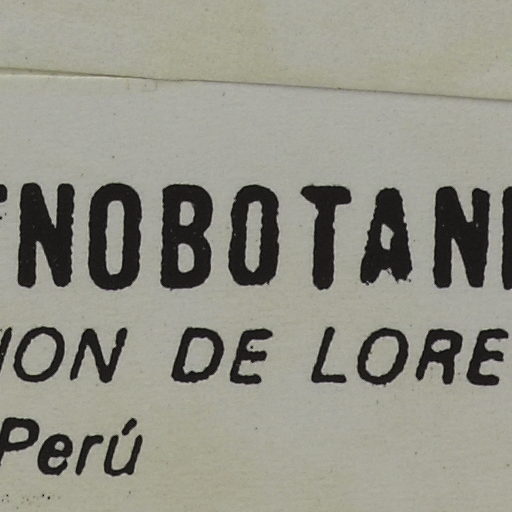 TNOBOTANI
ION DE LORE
Perú